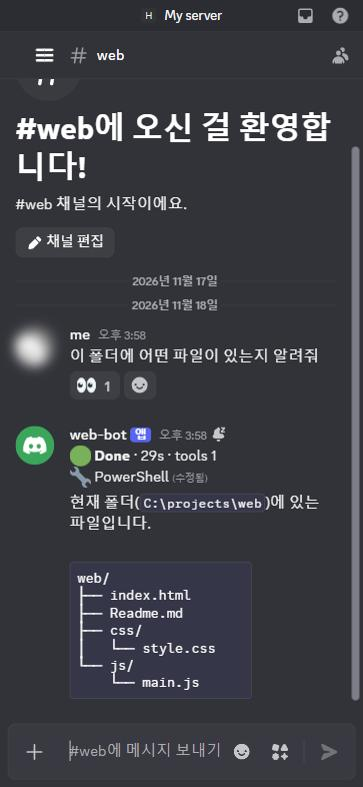 H My server
# web
#web에 오신 걸 환영합
니다!
#web 채널의 시작이에요.
채널 편집
2026년 11월 17일
2026년 11월 18일
me 오후 3:58
이 폴더에 어떤 파일이 있는지 알려줘
👀 1
web-bot 앱 오후 3:58
Done · 29s · tools 1
PowerShell (수정됨)
현재 폴더(C:\projects\web)에 있는
파일입니다.
web/
├── index.html
├── Readme.md
├── css/
│   └── style.css
└── js/
    └── main.js
#web에 메시지 보내기